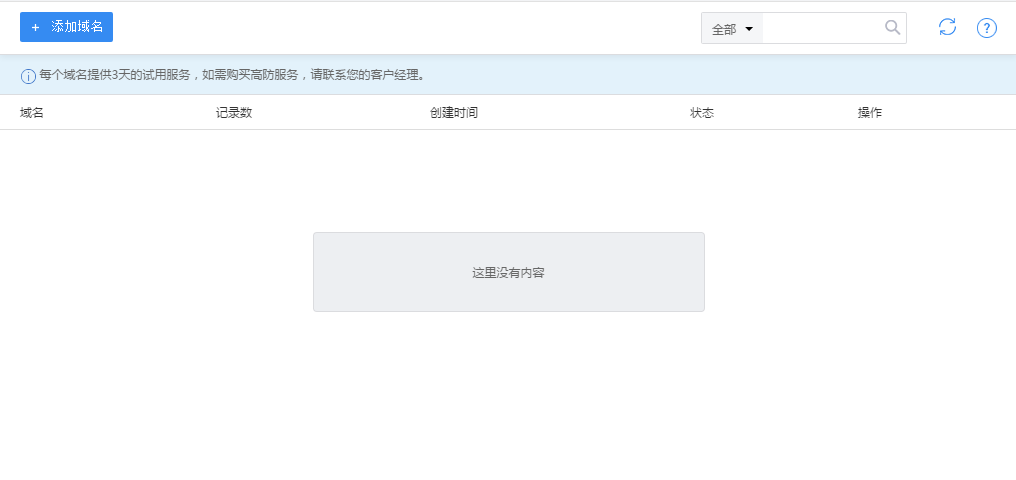 + 添加域名
全部
每个域名提供3天的试用服务，如需购买高防服务，请联系您的客户经理。
域名 记录数 创建时间 状态 操作
这里没有内容